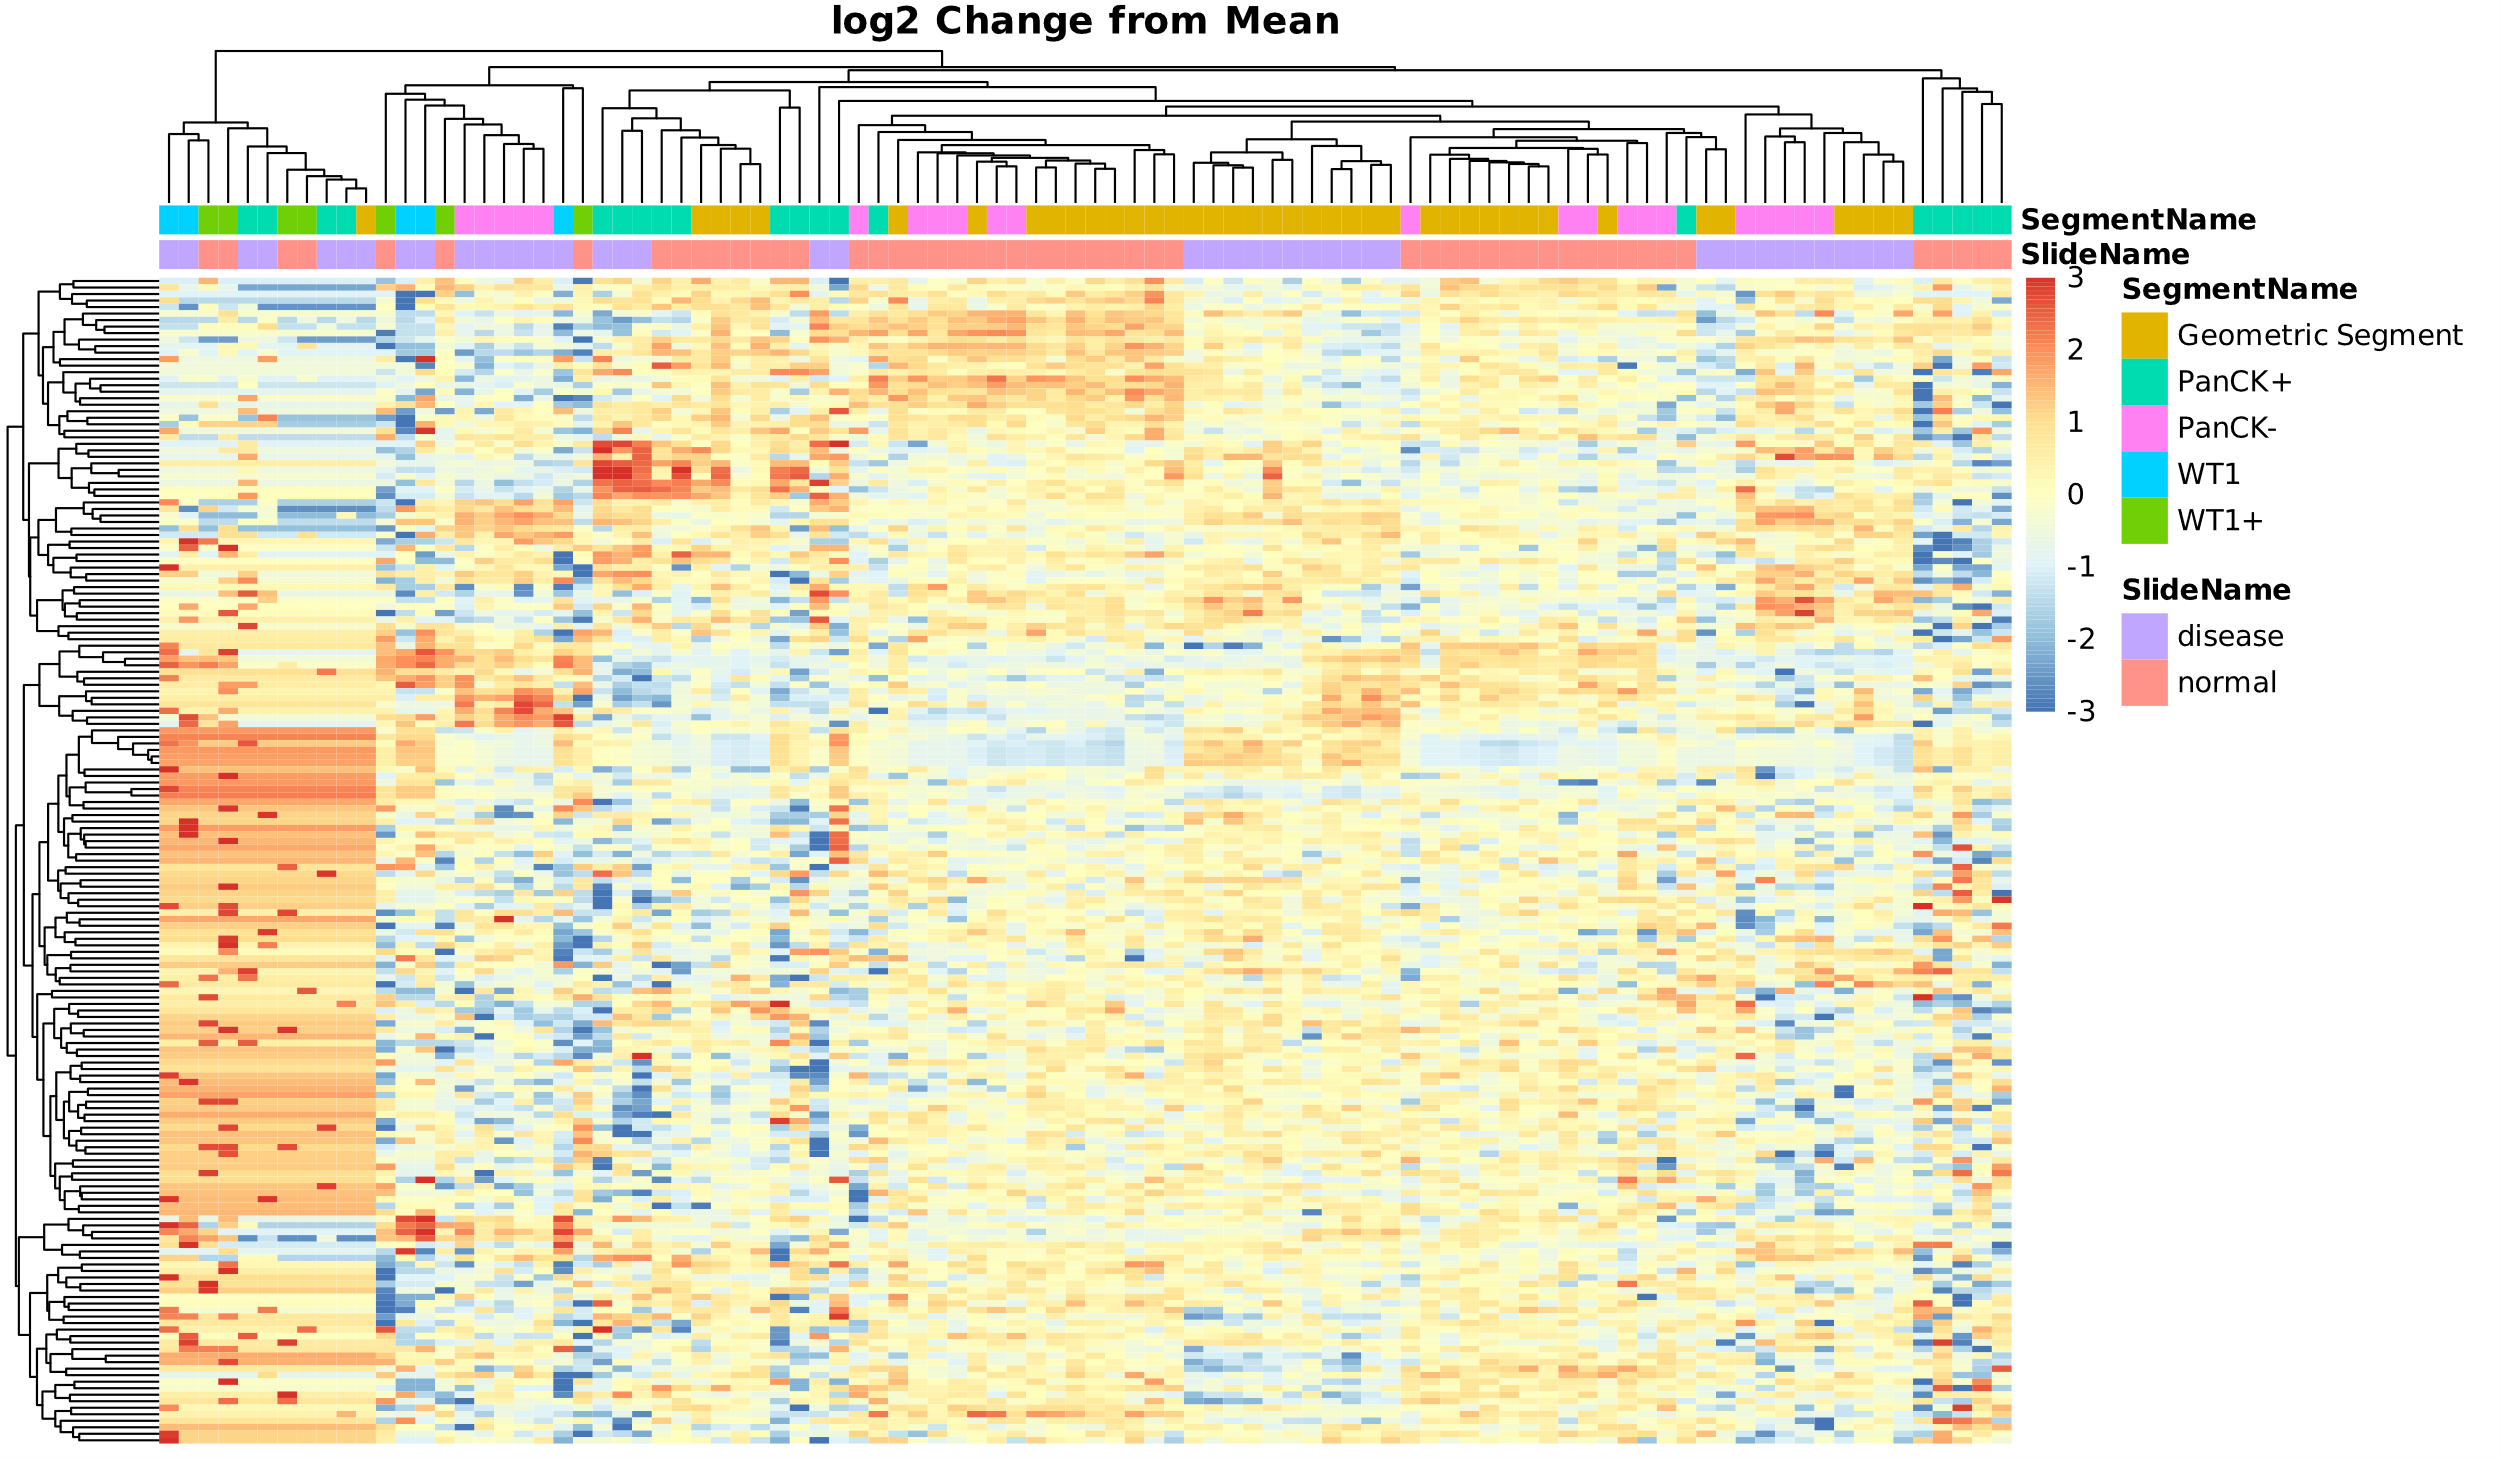 log2 Change from Mean
SegmentName
SlideName
3
2
1
0
-1
-2
-3
SegmentName
Geometric Segment
PanCK+
PanCK-
WT1
WT1+
SlideName
disease
normal